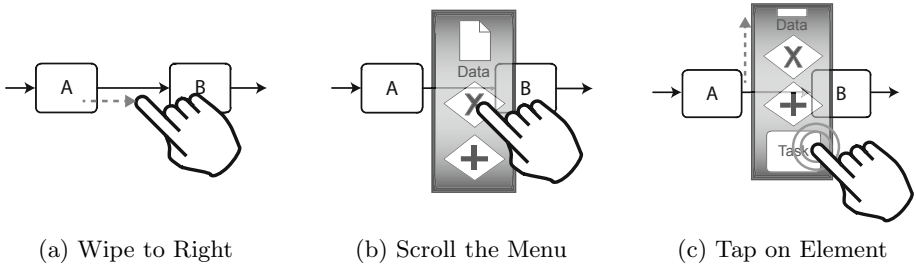 A B
A Data X B
A Data X B Task
(a) Wipe to Right (b) Scroll the Menu (c) Tap on Element